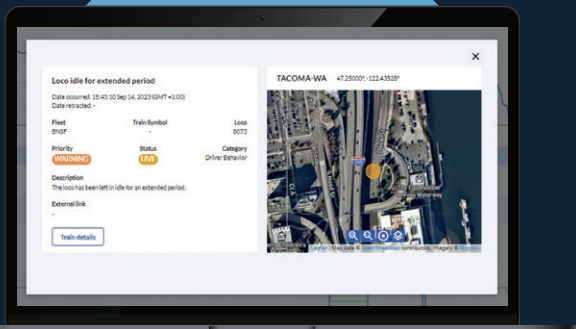 Loco idle for extended period
Date occurred: 15:43:10 Sep 14, 2023 (GMT +1:00)
Date retracted: -
Fleet Train Symbol Loco
BNSF - 8073
Priority Status Category
WARNING LIVE Driver Behavior
Description
The loco has been left in idle for an extended period.
External link
-
Train details
TACOMA-WA 47.25000°, -122.43528°
Waterway
Leaflet | Map data © OpenStreetMap contributors, Imagery © Mapbox